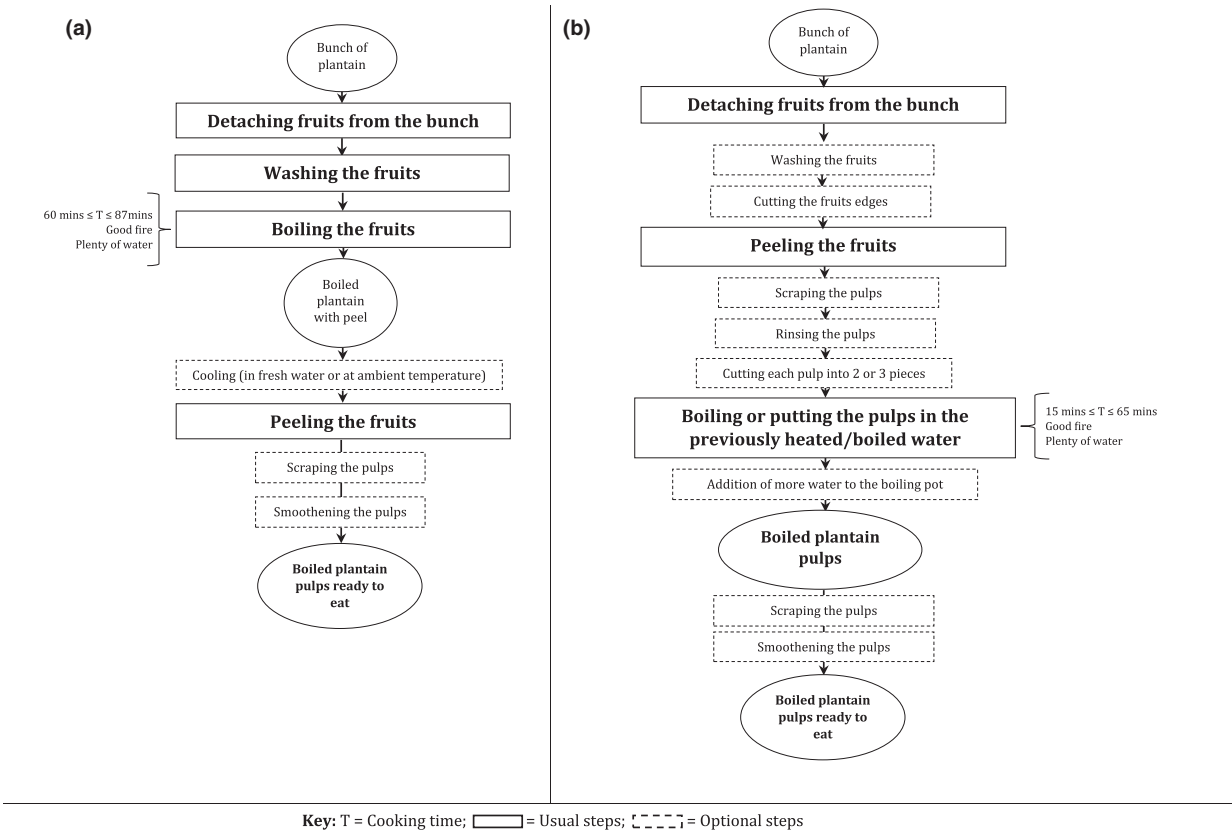 (a)
Bunch of
plantain
Detaching fruits from the bunch
Washing the fruits
60 mins ≤ T ≤ 87mins
Good fire
Plenty of water
Boiling the fruits
Boiled
plantain
with peel
Cooling (in fresh water or at ambient temperature)
Peeling the fruits
Scraping the pulps
Smoothening the pulps
Boiled plantain
pulps ready to
eat
(b)
Bunch of
plantain
Detaching fruits from the bunch
Washing the fruits
Cutting the fruits edges
Peeling the fruits
Scraping the pulps
Rinsing the pulps
Cutting each pulp into 2 or 3 pieces
Boiling or putting the pulps in the
previously heated/boiled water
15 mins ≤ T ≤ 65 mins
Good fire
Plenty of water
Addition of more water to the boiling pot
Boiled plantain
pulps
Scraping the pulps
Smoothening the pulps
Boiled plantain
pulps ready to
eat
Key: T = Cooking time; = Usual steps; = Optional steps